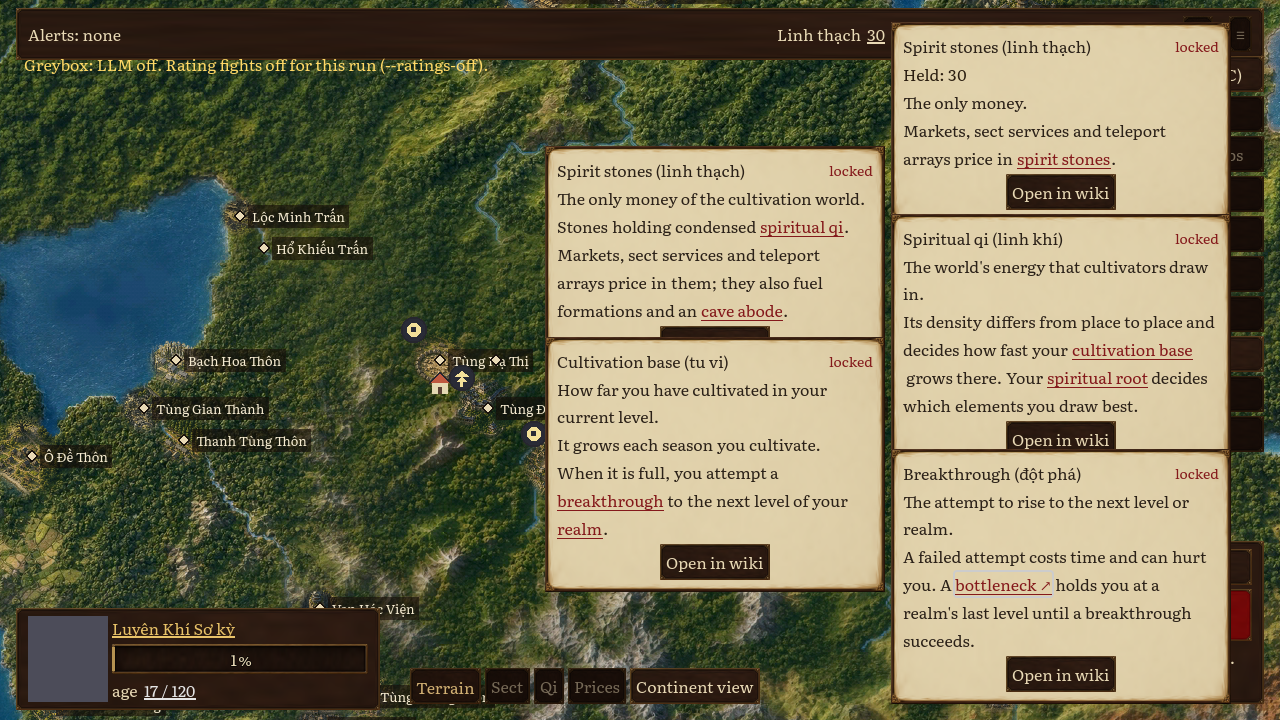 Alerts: none
Linh thạch 30
☰
Greybox: LLM off. Rating fights off for this run (--ratings-off).
Spirit stones (linh thạch) locked
Held: 30
The only money.
Markets, sect services and teleport
arrays price in spirit stones.
Open in wiki
Spirit stones (linh thạch) locked
The only money of the cultivation world.
Stones holding condensed spiritual qi.
Markets, sect services and teleport
arrays price in them; they also fuel
formations and an cave abode.
Spiritual qi (linh khí) locked
The world's energy that cultivators draw
in.
Its density differs from place to place and
decides how fast your cultivation base
grows there. Your spiritual root decides
which elements you draw best.
Open in wiki
Cultivation base (tu vi) locked
How far you have cultivated in your
current level.
It grows each season you cultivate.
When it is full, you attempt a
breakthrough to the next level of your
realm.
Open in wiki
Breakthrough (đột phá) locked
The attempt to rise to the next level or
realm.
A failed attempt costs time and can hurt
you. A bottleneck ↗ holds you at a
realm's last level until a breakthrough
succeeds.
Open in wiki
Lộc Minh Trấn
Hổ Khiếu Trấn
Bạch Hoa Thôn
Tùng Gian Thành
Thanh Tùng Thôn
Ô Đề Thôn
Tùng Thị
Tùng
Viện
Tùng
Luyện Khí Sơ kỳ
1%
age 17 / 120
Terrain Sect Qi Prices Continent view